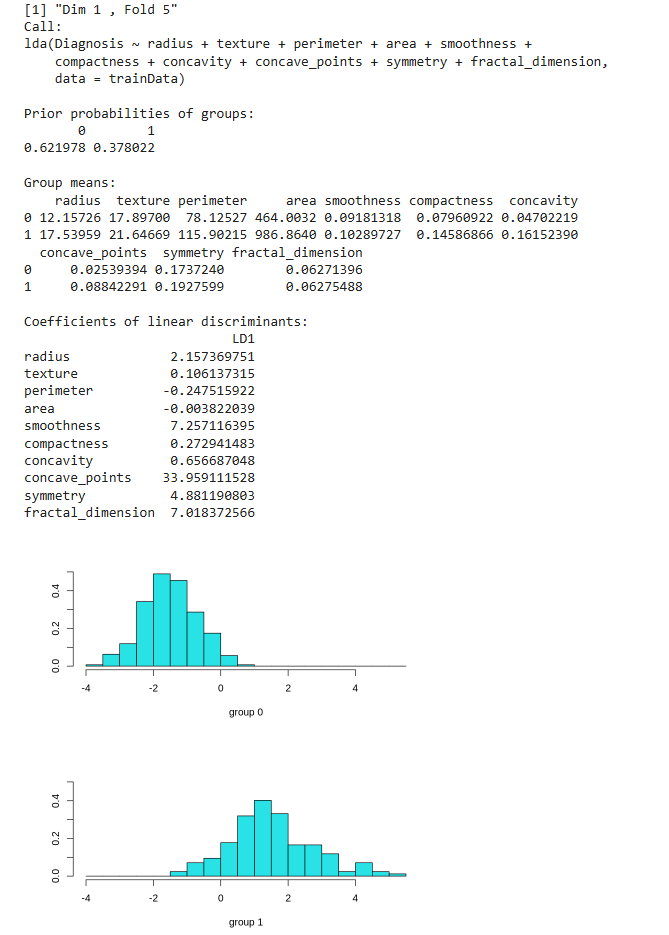 [1] "Dim 1 , Fold 5"
Call:
lda(Diagnosis ~ radius + texture + perimeter + area + smoothness +
    compactness + concavity + concave_points + symmetry + fractal_dimension,
    data = trainData)
Prior probabilities of groups:
       0        1
0.621978 0.378022
Group means:
    radius  texture perimeter     area smoothness compactness  concavity
0 12.15726 17.89700  78.12527 464.0032 0.09181318  0.07960922 0.04702219
1 17.53959 21.64669 115.90215 986.8640 0.10289727  0.14586866 0.16152390
  concave_points  symmetry fractal_dimension
0     0.02539394 0.1737240        0.06271396
1     0.08842291 0.1927599        0.06275488
Coefficients of linear discriminants:
                           LD1
radius             2.157369751
texture            0.106137315
perimeter         -0.247515922
area              -0.003822039
smoothness         7.257116395
compactness        0.272941483
concavity          0.656687048
concave_points    33.959111528
symmetry           4.881190803
fractal_dimension  7.018372566
0.4
0.2
0.0
-4 -2 0 2 4
group 0
0.4
0.2
0.0
-4 -2 0 2 4
group 1